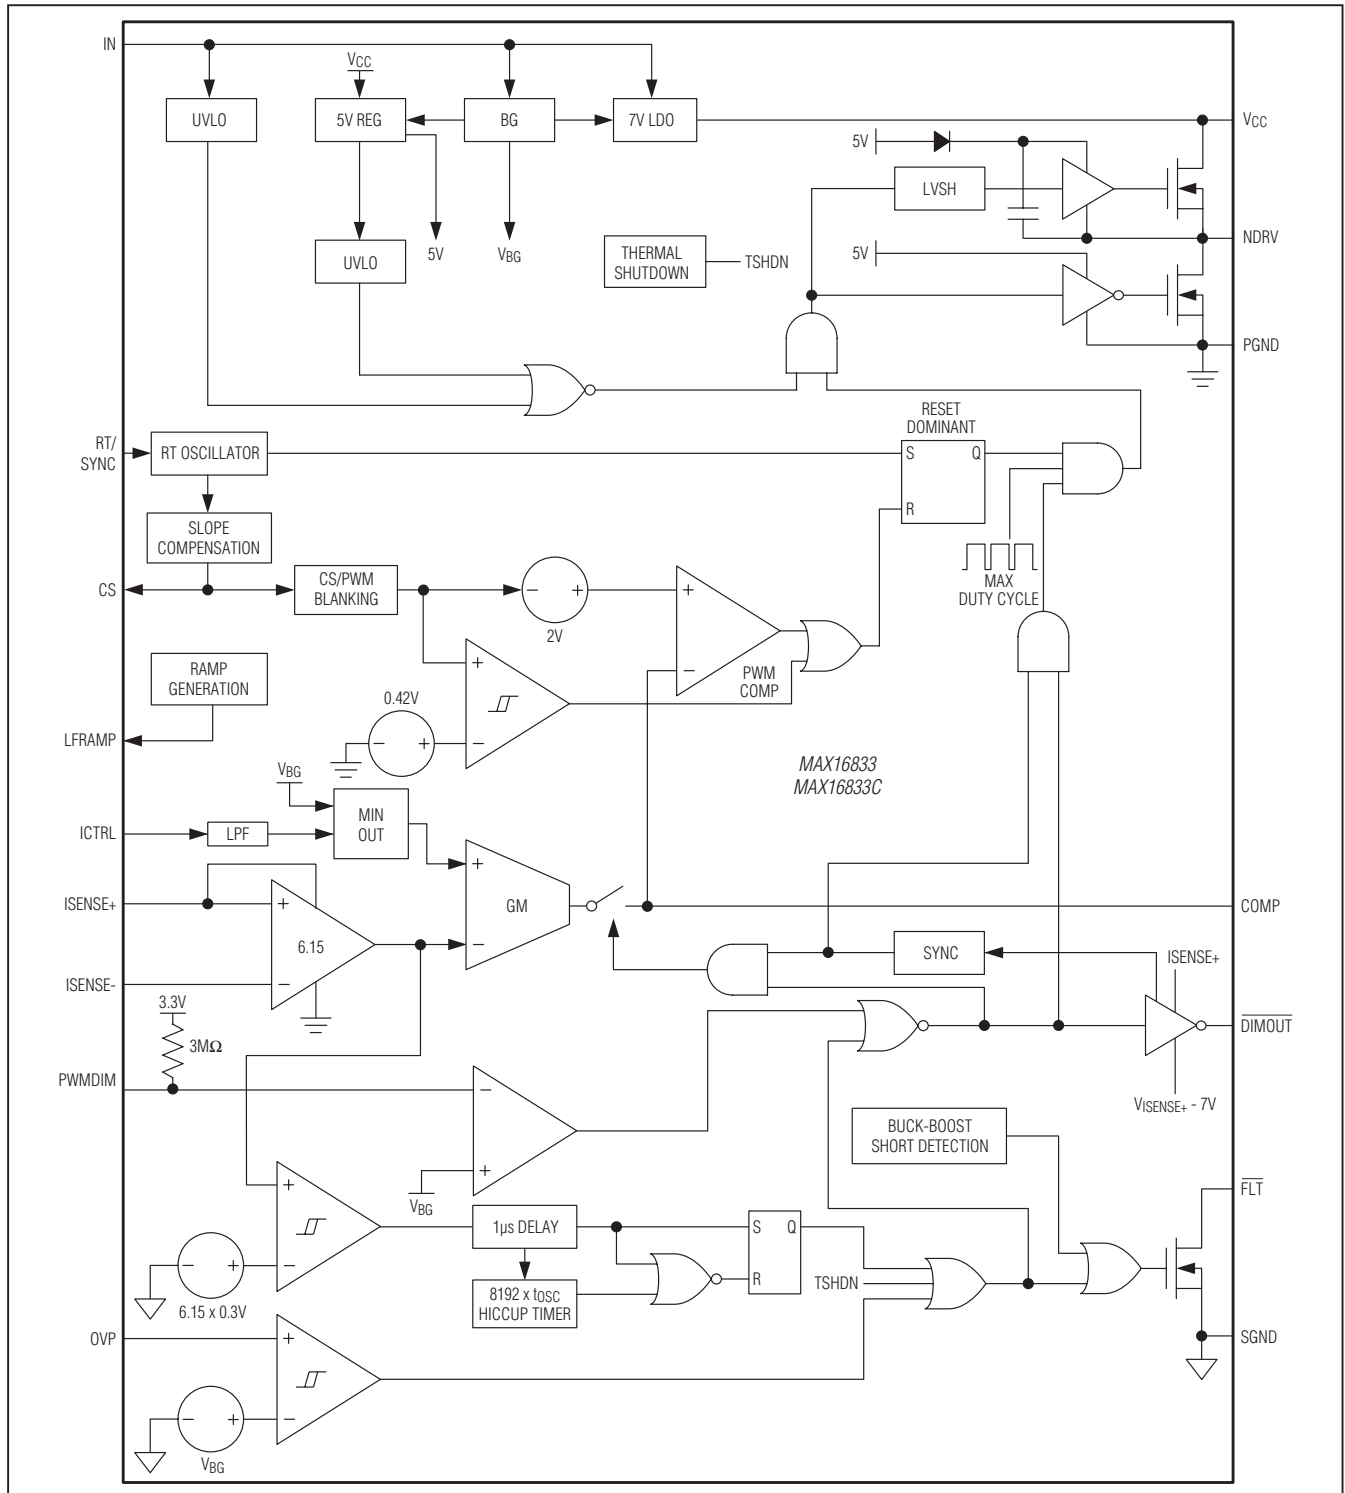 IN
VCC
UVLO
5V REG
BG
7V LDO
VCC
5V
LVSH
UVLO
5V
VBG
THERMAL
SHUTDOWN
TSHDN
NDRV
5V
PGND
RT/
SYNC
RT OSCILLATOR
RESET
DOMINANT
S
Q
R
SLOPE
COMPENSATION
CS
CS/PWM
BLANKING
-
+
2V
+
-
PWM
COMP
MAX
DUTY CYCLE
RAMP
GENERATION
LFRAMP
0.42V
-
+
+
-
MAX16833
MAX16833C
VBG
MIN
OUT
ICTRL
LPF
+
GM
-
ISENSE+
+
6.15
-
ISENSE-
COMP
SYNC
ISENSE+
3.3V
3MΩ
DIMOUT
PWMDIM
-
+
VBG
VISENSE+ - 7V
BUCK-BOOST
SHORT DETECTION
FLT
+
-
-
+
6.15 x 0.3V
1µs DELAY
8192 x tOSC
HICCUP TIMER
S
Q
R
TSHDN
OVP
+
-
SGND
-
+
VBG